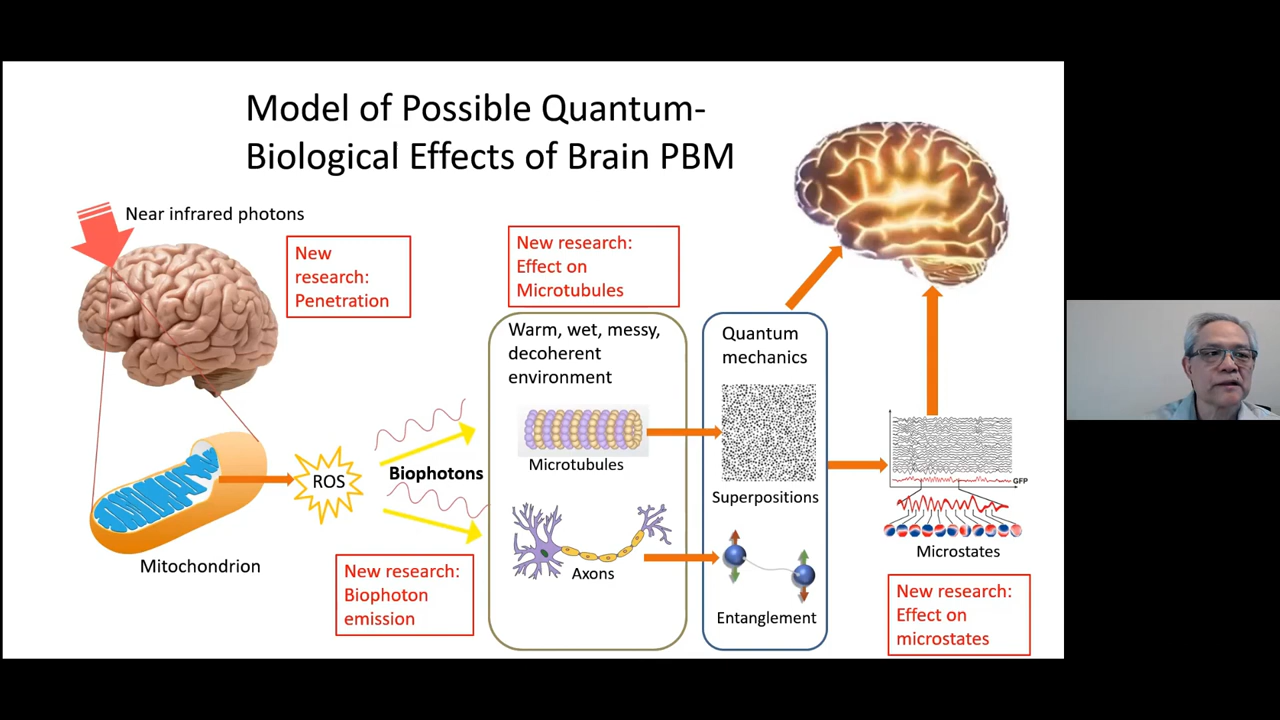 Model of Possible Quantum-
Biological Effects of Brain PBM
Near infrared photons
New
research:
Penetration
New research:
Effect on
Microtubules
Warm, wet, messy,
decoherent
environment
Quantum
mechanics
Microtubules
Superpositions
ROS
Biophotons
GFP
Mitochondrion
Axons
Microstates
New research:
Biophoton
emission
Entanglement
New research:
Effect on
microstates